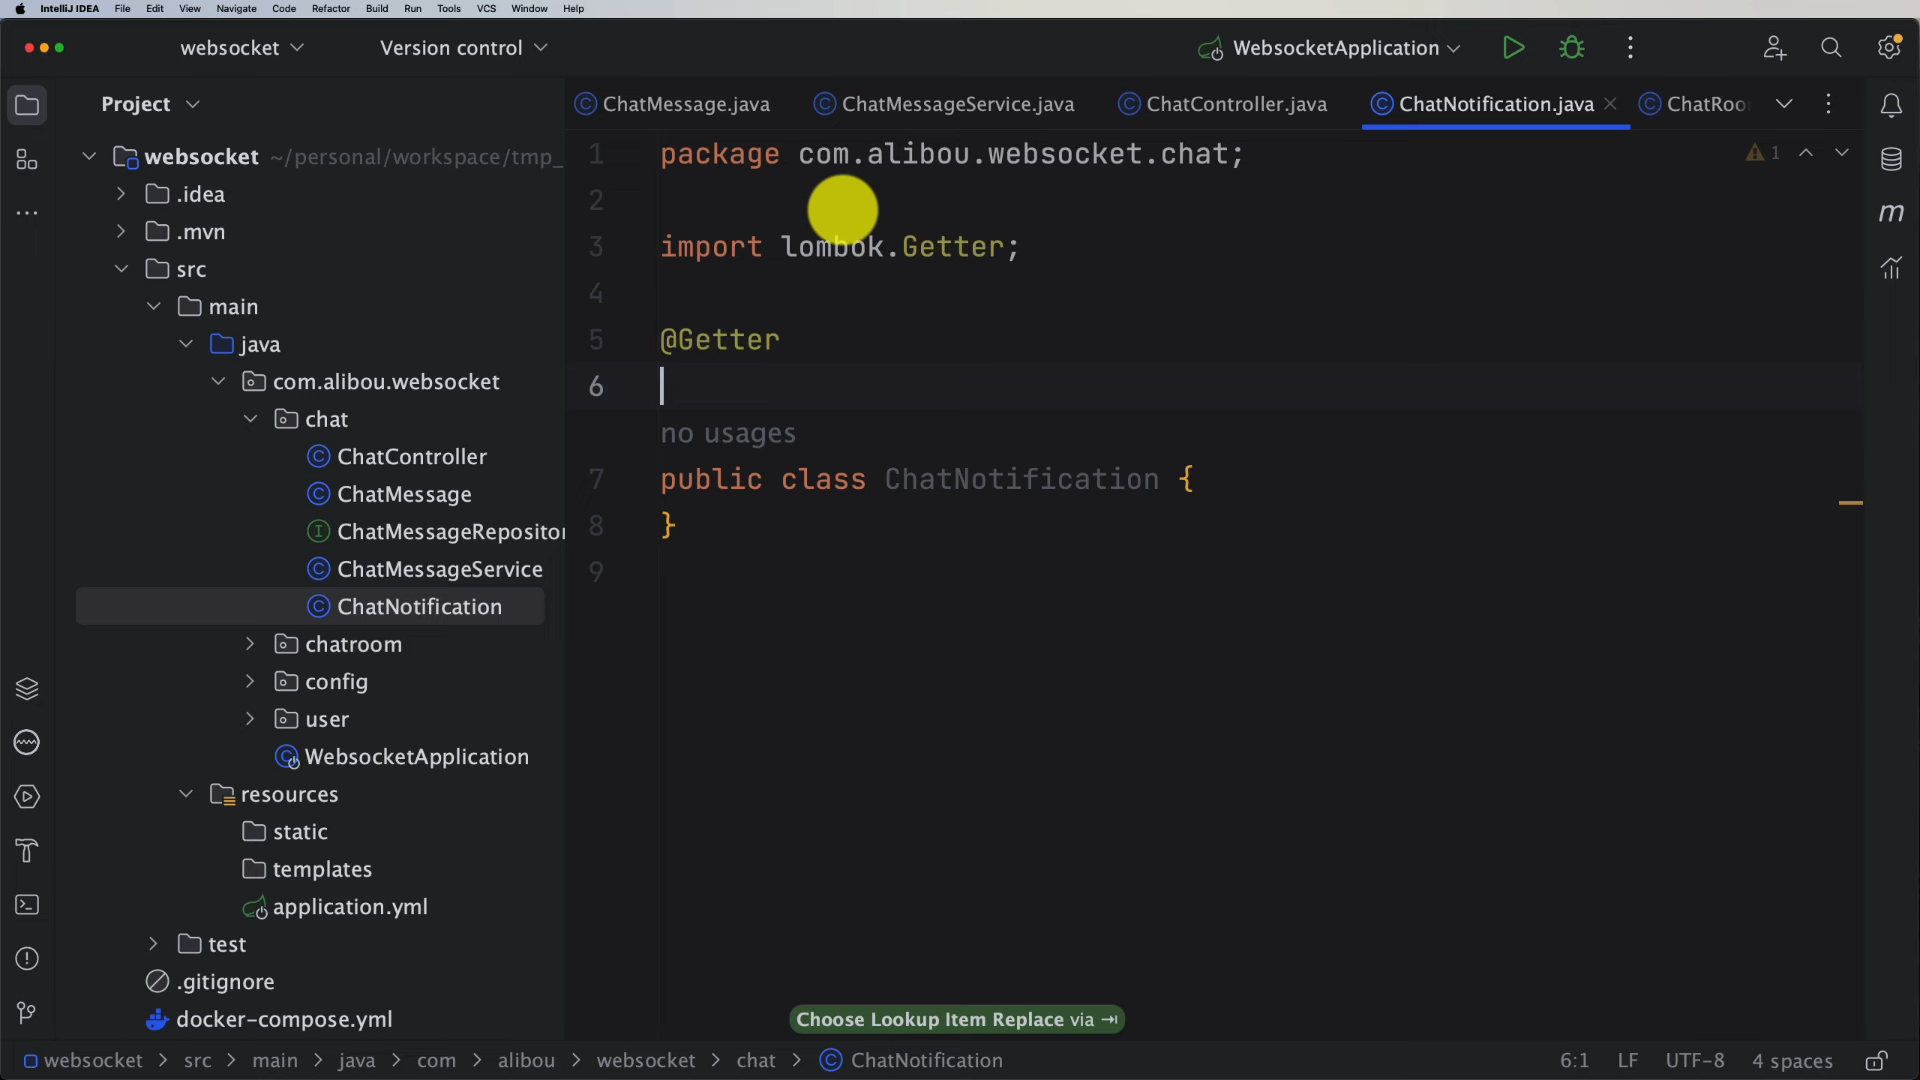 IntelliJ IDEA File Edit View Navigate Code Refactor Build Run Tools VCS Window Help
websocket Version control WebsocketApplication
Project
ChatMessage.java ChatMessageService.java ChatController.java ChatNotification.java ChatRoo
websocket ~/personal/workspace/tmp_
.idea
.mvn
src
main
java
com.alibou.websocket
chat
ChatController
ChatMessage
ChatMessageRepositor
ChatMessageService
ChatNotification
chatroom
config
user
WebsocketApplication
resources
static
templates
application.yml
test
.gitignore
docker-compose.yml
1 package com.alibou.websocket.chat;
2
3 import lombok.Getter;
4
5 @Getter
6
no usages
7 public class ChatNotification {
8 }
9
1
m
Choose Lookup Item Replace via
websocket > src > main > java > com > alibou > websocket > chat > ChatNotification
6:1 LF UTF-8 4 spaces